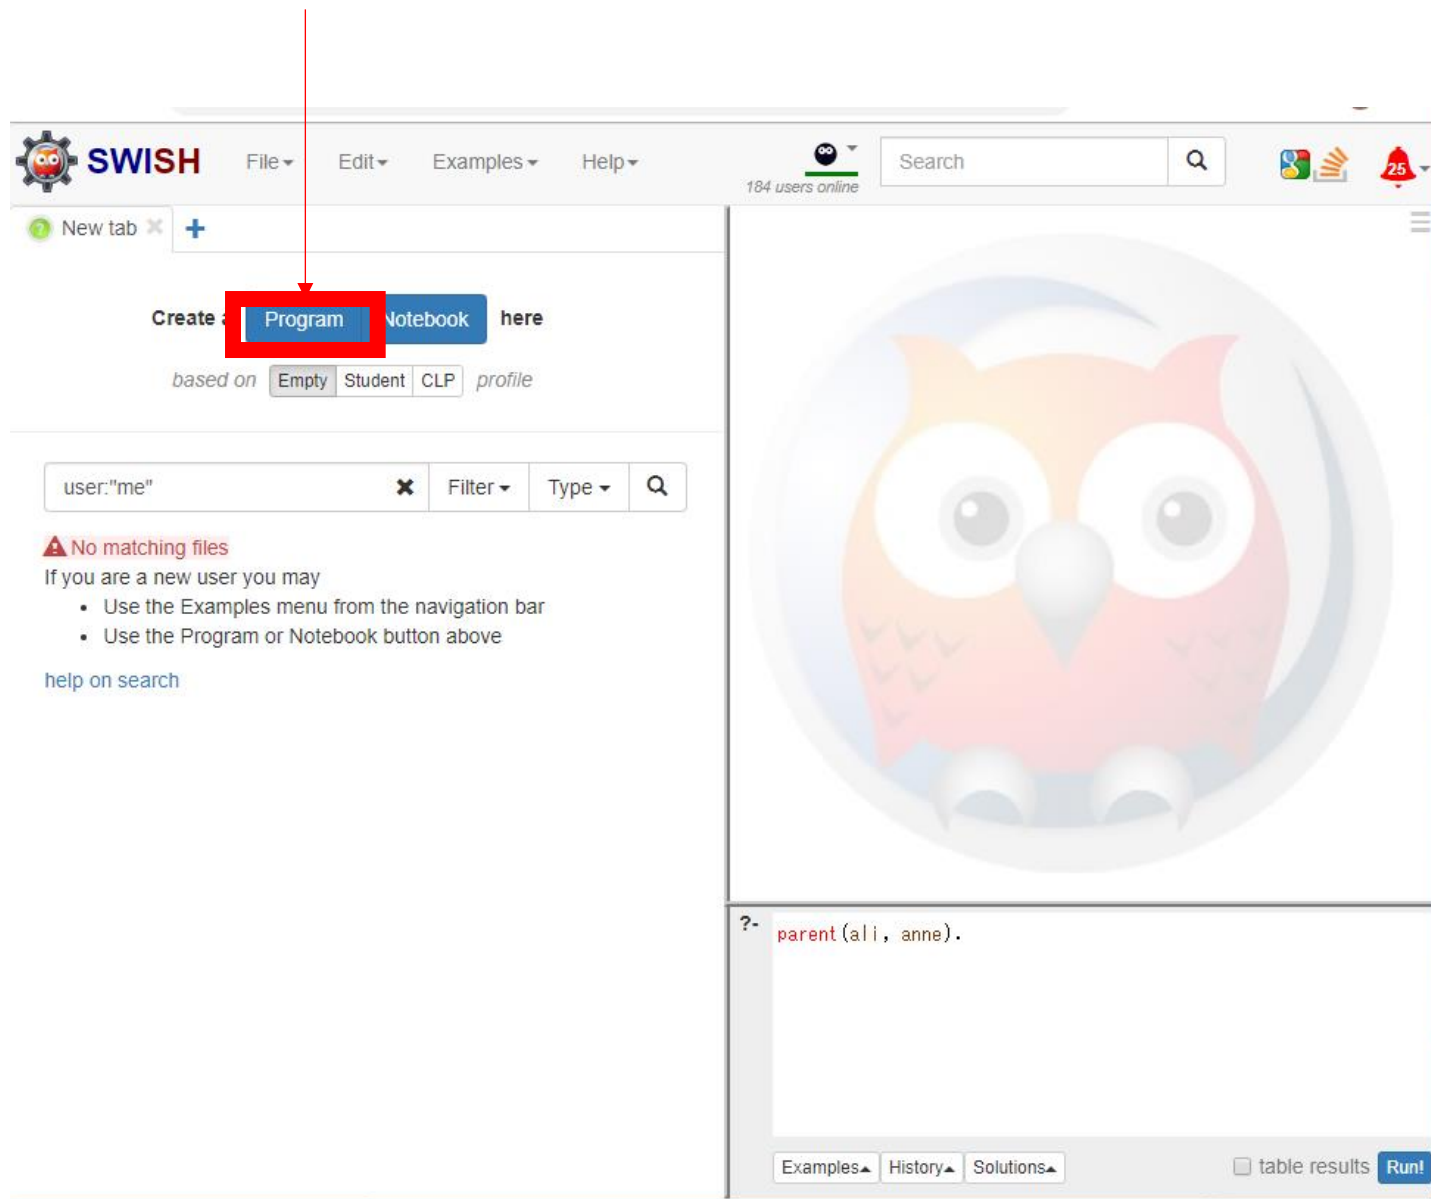 SWISH File Edit Examples Help 184 users online Search 25
New tab
Create a Program Notebook here
based on Empty Student CLP profile
user:"me" Filter Type
No matching files
If you are a new user you may
• Use the Examples menu from the navigation bar
• Use the Program or Notebook button above
help on search
?- parent(ali, anne).
Examples History Solutions table results Run!